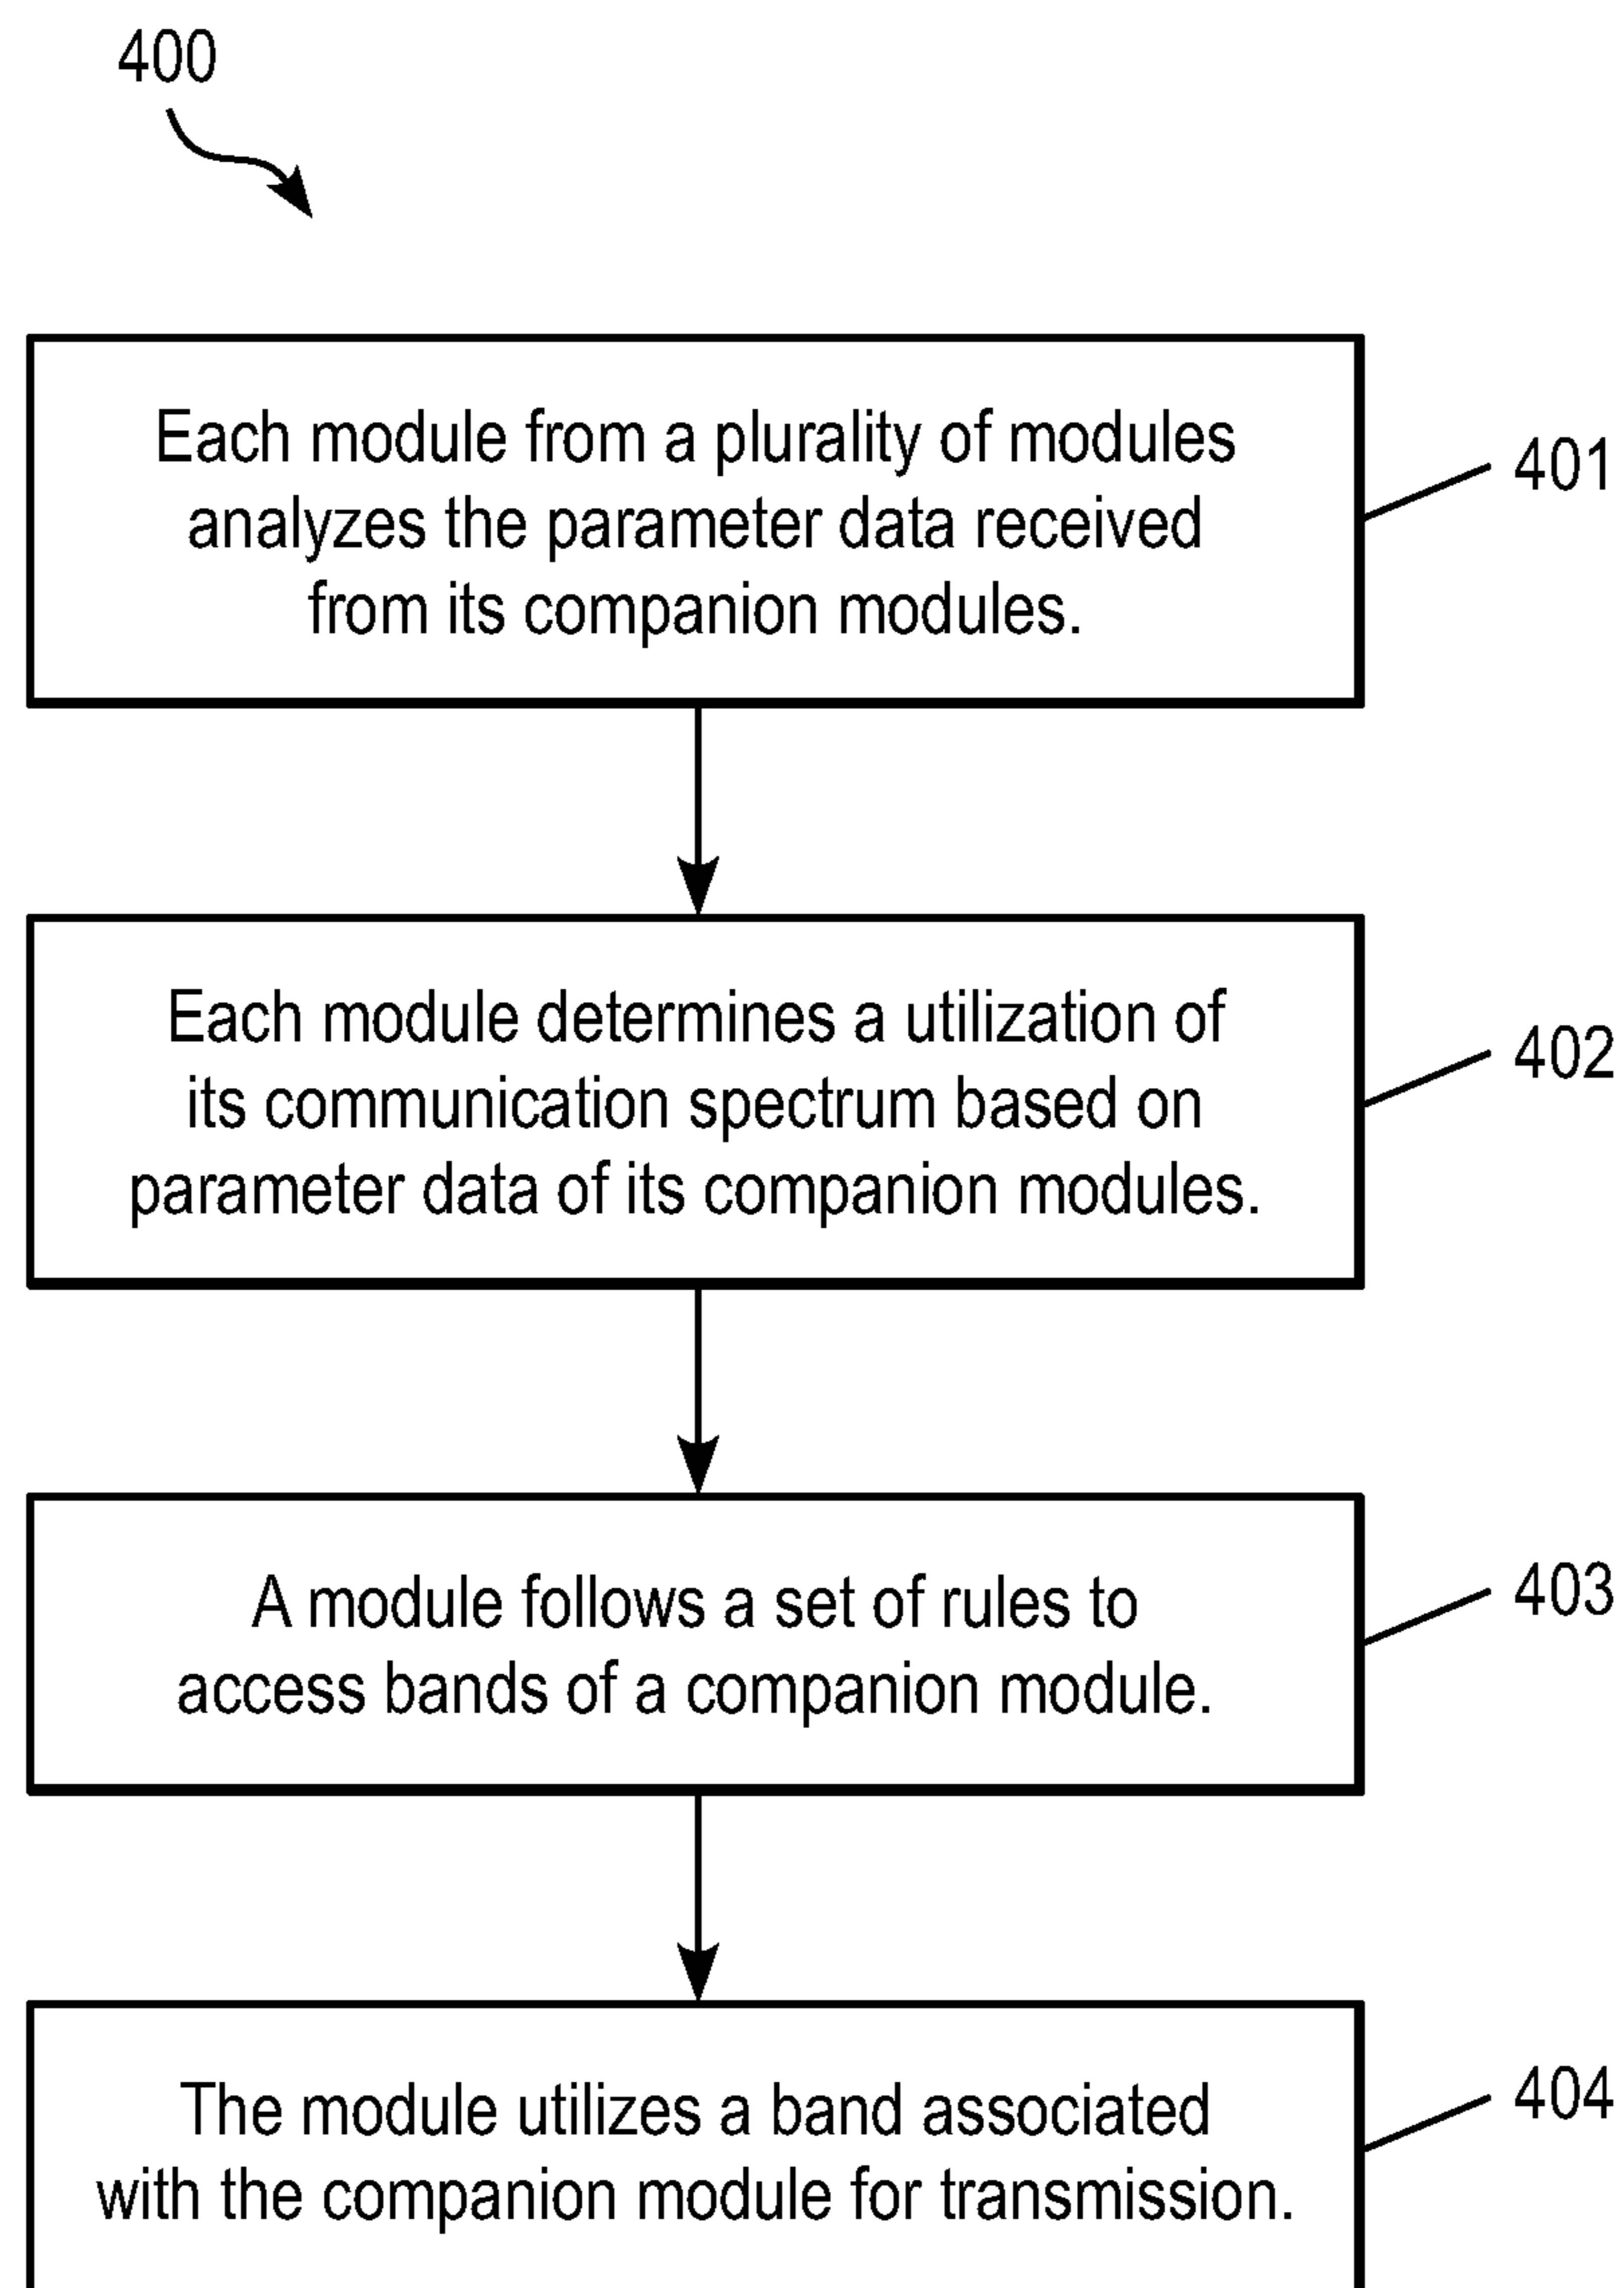 400
Each module from a plurality of modules
analyzes the parameter data received
from its companion modules.
401
Each module determines a utilization of
its communication spectrum based on
parameter data of its companion modules.
402
A module follows a set of rules to
access bands of a companion module.
403
The module utilizes a band associated
with the companion module for transmission.
404